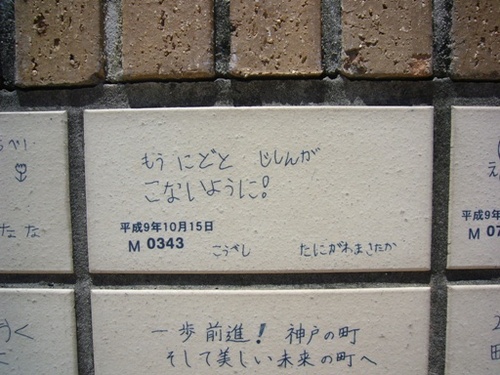 もう にどと じしんが
こないように!
平成9年10月15日
M 0343
こうべし たにがわまさたか
一歩前進! 神戸の町
そして美しい未来の町へ
平成9年
M 07